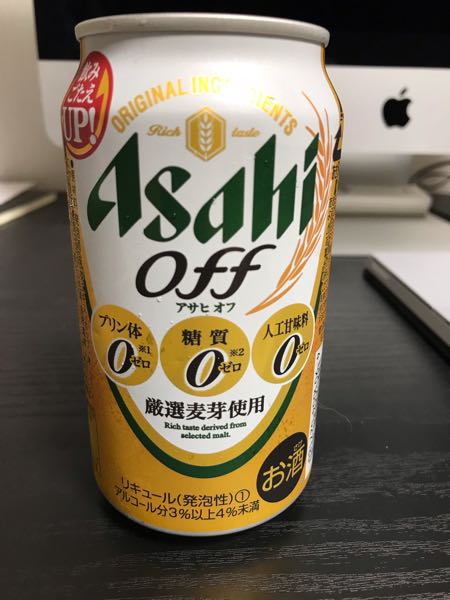 飲み
ごたえ
UP!
ORIGINAL INGREDIENTS
Rich taste
Asahi
off
アサヒ オフ
プリン体
0※1
ゼロ
糖質
0※2
ゼロ
人工甘味料
0
ゼロ
厳選麦芽使用
Rich taste derived from
selected malt.
お酒
リキュール(発泡性)①
アルコール分3%以上4%未満